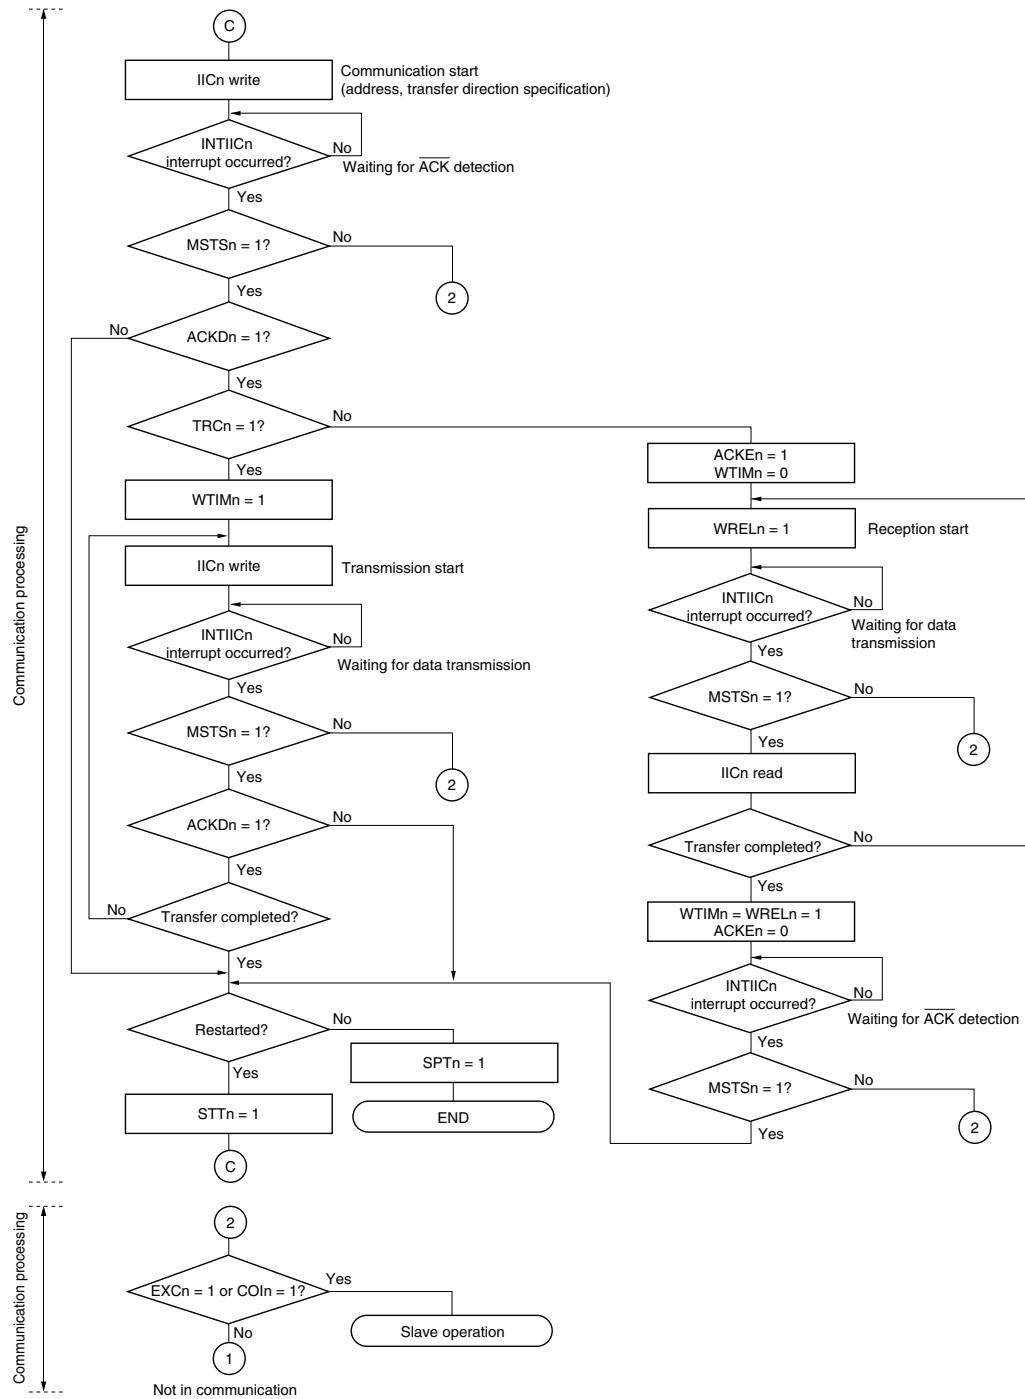 C
IICn write
Communication start
(address, transfer direction specification)
INTIICn
interrupt occurred?
No
Waiting for ACK detection
Yes
MSTSn = 1?
No
2
Yes
ACKDn = 1?
No
Yes
TRCn = 1?
No
Yes
WTIMn = 1
IICn write
Transmission start
INTIICn
interrupt occurred?
No
Waiting for data transmission
Yes
MSTSn = 1?
No
2
Yes
ACKDn = 1?
No
Yes
Transfer completed?
No
Yes
Restarted?
No
SPTn = 1
END
Yes
STTn = 1
C
ACKEn = 1
WTIMn = 0
WRELn = 1
Reception start
INTIICn
interrupt occurred?
No
Waiting for data
transmission
Yes
MSTSn = 1?
No
2
Yes
IICn read
Transfer completed?
No
Yes
WTIMn = WRELn = 1
ACKEn = 0
INTIICn
interrupt occurred?
No
Waiting for ACK detection
Yes
MSTSn = 1?
No
2
Yes
Communication processing
2
EXCn = 1 or COIn = 1?
Yes
Slave operation
No
1
Not in communication
Communication processing